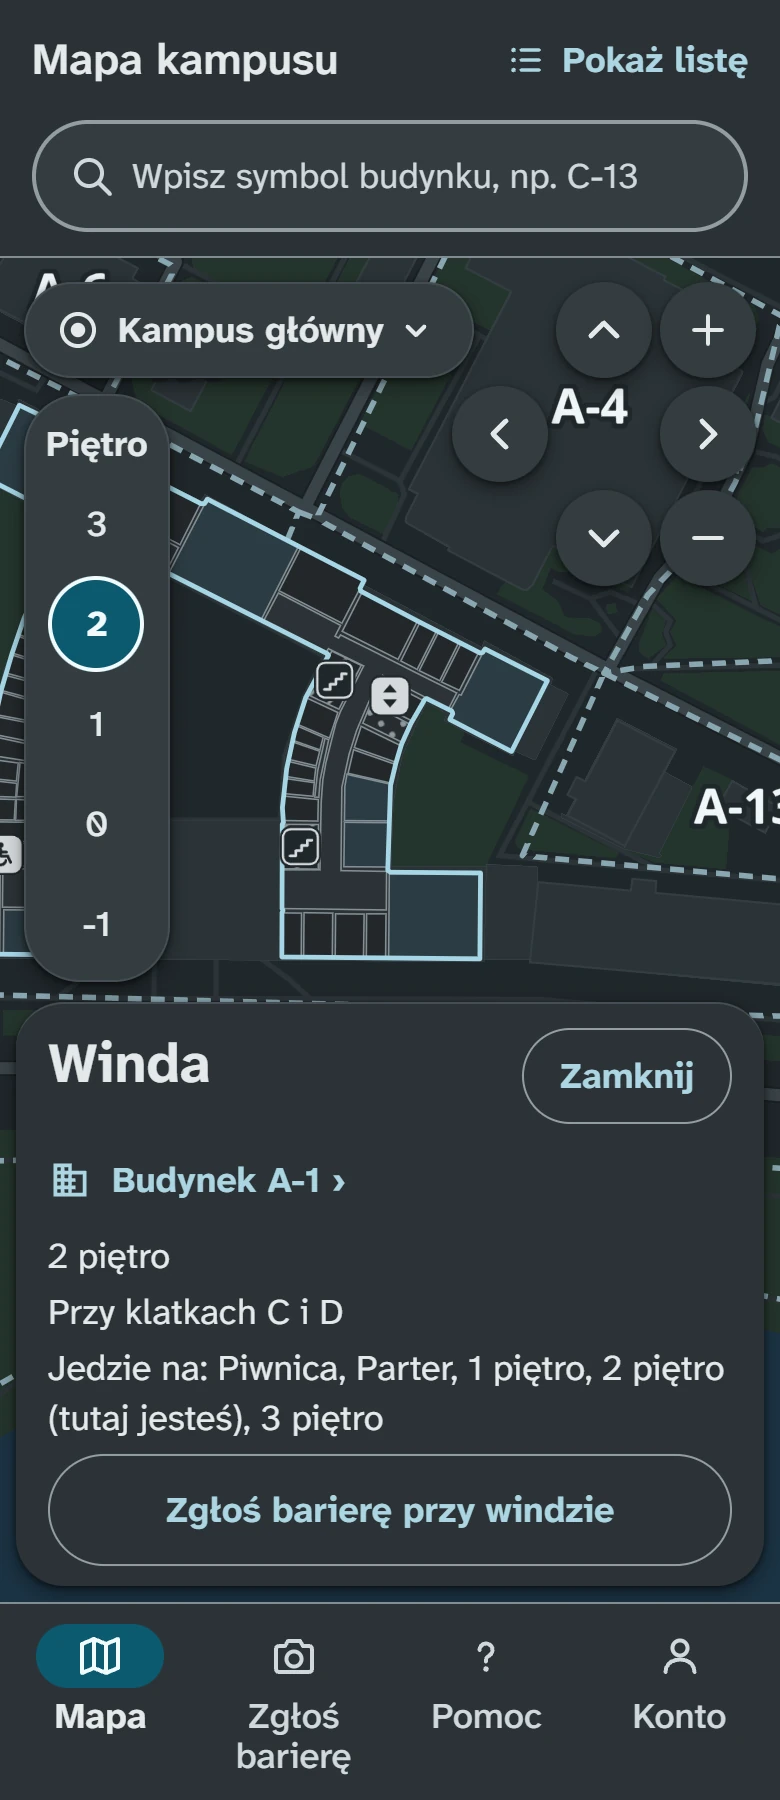 Mapa kampusu
Pokaż listę
Wpisz symbol budynku, np. C-13
Kampus główny
A-4
Piętro
3
2
1
0
-1
Winda
Zamknij
Budynek A-1 ›
2 piętro
Przy klatkach C i D
Jedzie na: Piwnica, Parter, 1 piętro, 2 piętro
(tutaj jesteś), 3 piętro
Zgłoś barierę przy windzie
Mapa
Zgłoś
barierę
Pomoc
Konto